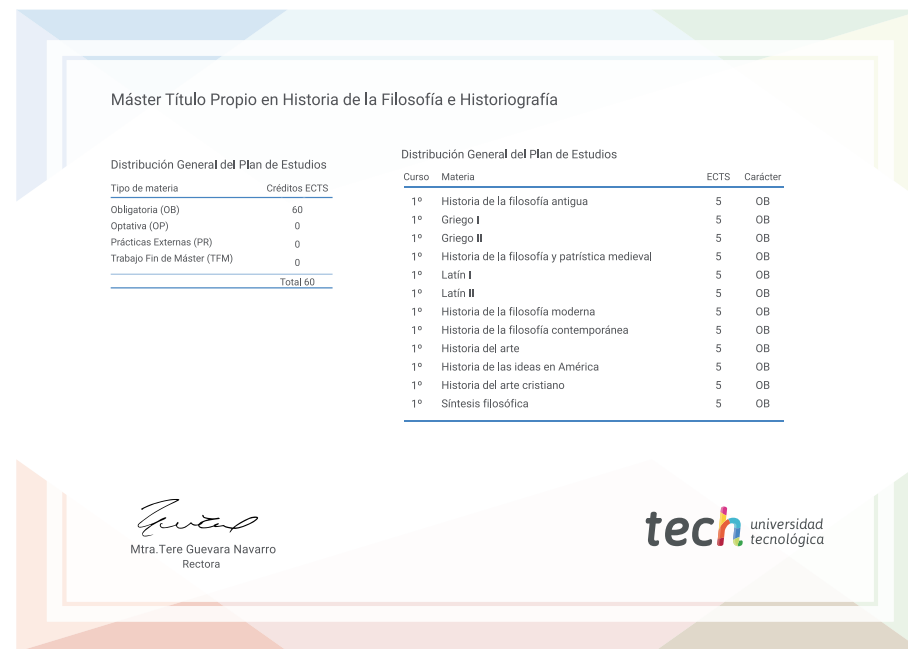 Máster Título Propio en Historia de la Filosofía e Historiografía
Distribución General del Plan de Estudios
Tipo de materia Créditos ECTS
Obligatoria (OB) 60
Optativa (OP) 0
Prácticas Externas (PR) 0
Trabajo Fin de Máster (TFM) 0
Total 60
Distribución General del Plan de Estudios
Curso Materia ECTS Carácter
1º Historia de la filosofía antigua 5 OB
1º Griego I 5 OB
1º Griego II 5 OB
1º Historia de la filosofía y patrística medieval 5 OB
1º Latín I 5 OB
1º Latín II 5 OB
1º Historia de la filosofía moderna 5 OB
1º Historia de la filosofía contemporánea 5 OB
1º Historia del arte 5 OB
1º Historia de las ideas en América 5 OB
1º Historia del arte cristiano 5 OB
1º Síntesis filosófica 5 OB
Mtra.Tere Guevara Navarro
Rectora
tech universidad
tecnológica